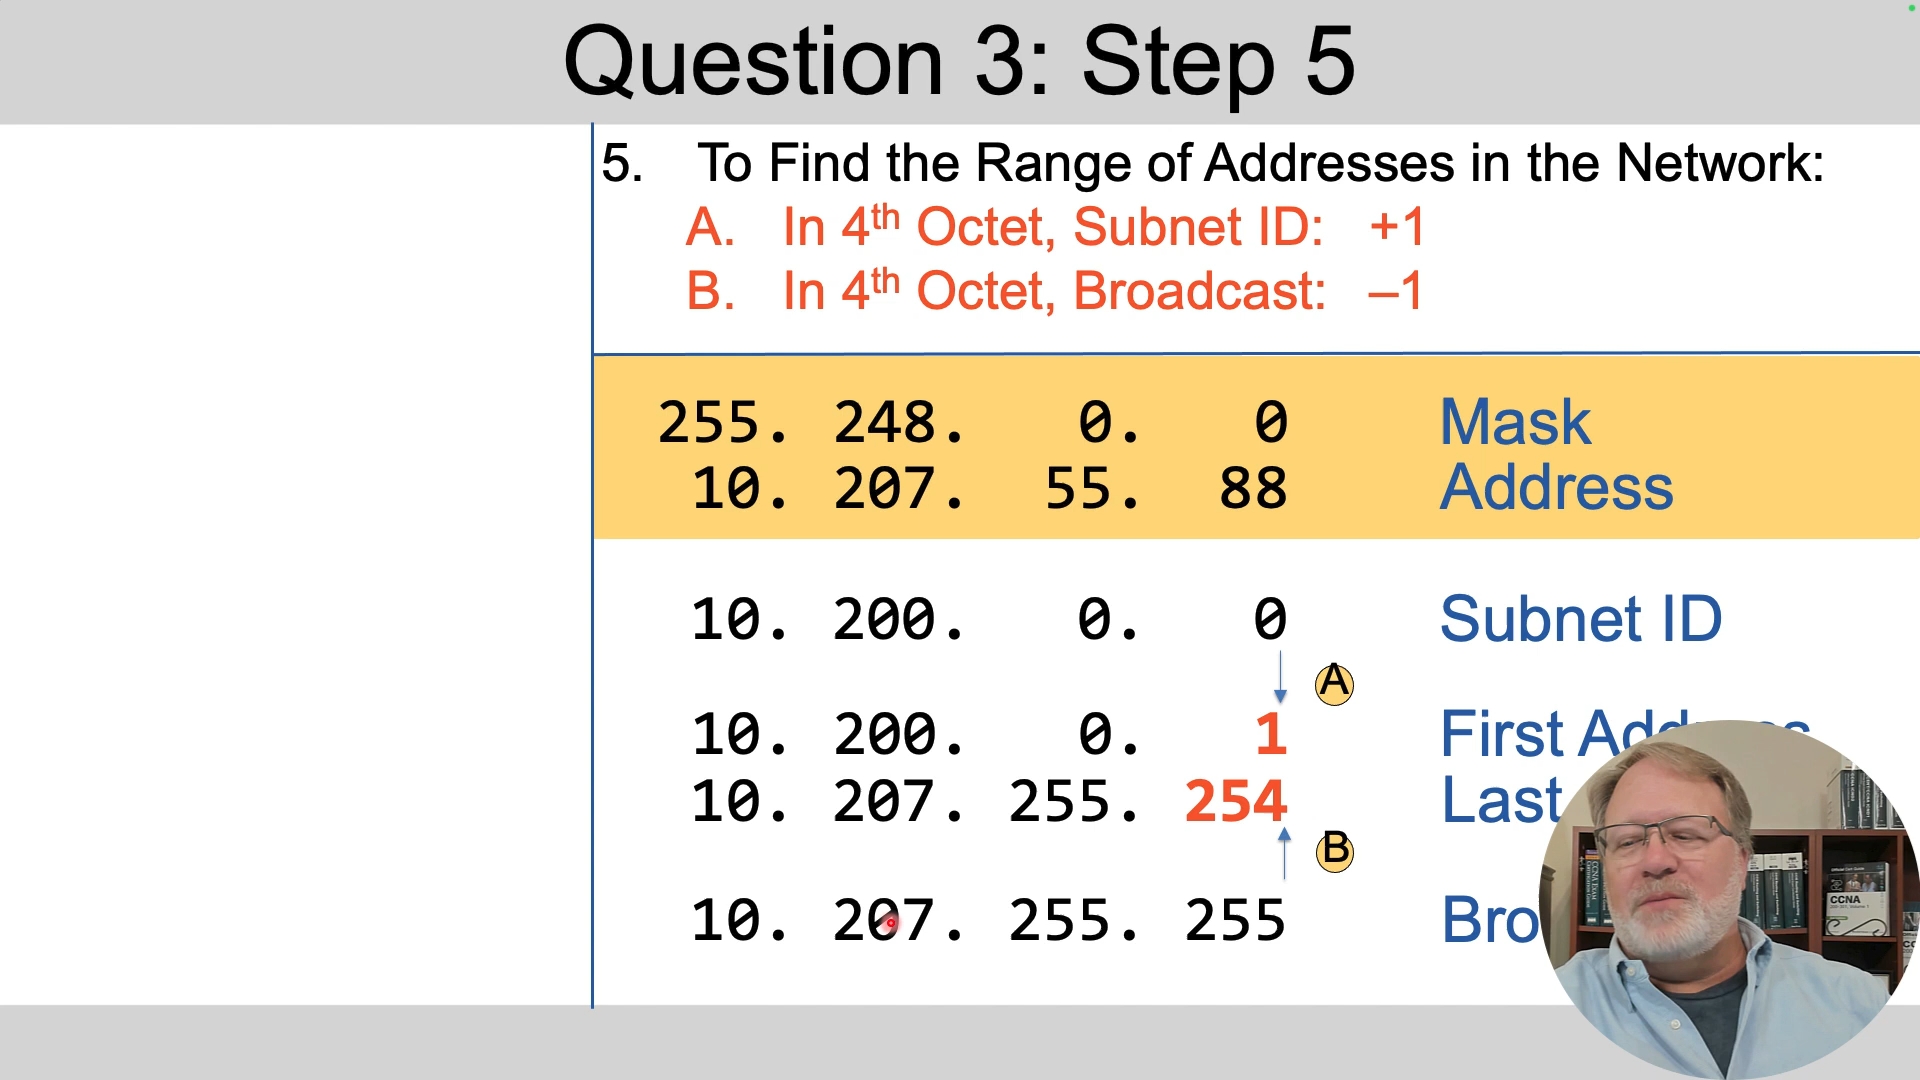 Question 3: Step 5
5. To Find the Range of Addresses in the Network:
A. In 4th Octet, Subnet ID: +1
B. In 4th Octet, Broadcast: –1
255. 248. 0. 0 Mask
10. 207. 55. 88 Address
10. 200. 0. 0 Subnet ID
A
10. 200. 0. 1 First
10. 207. 255. 254 Last
B
10. 207. 255. 255
CCNA